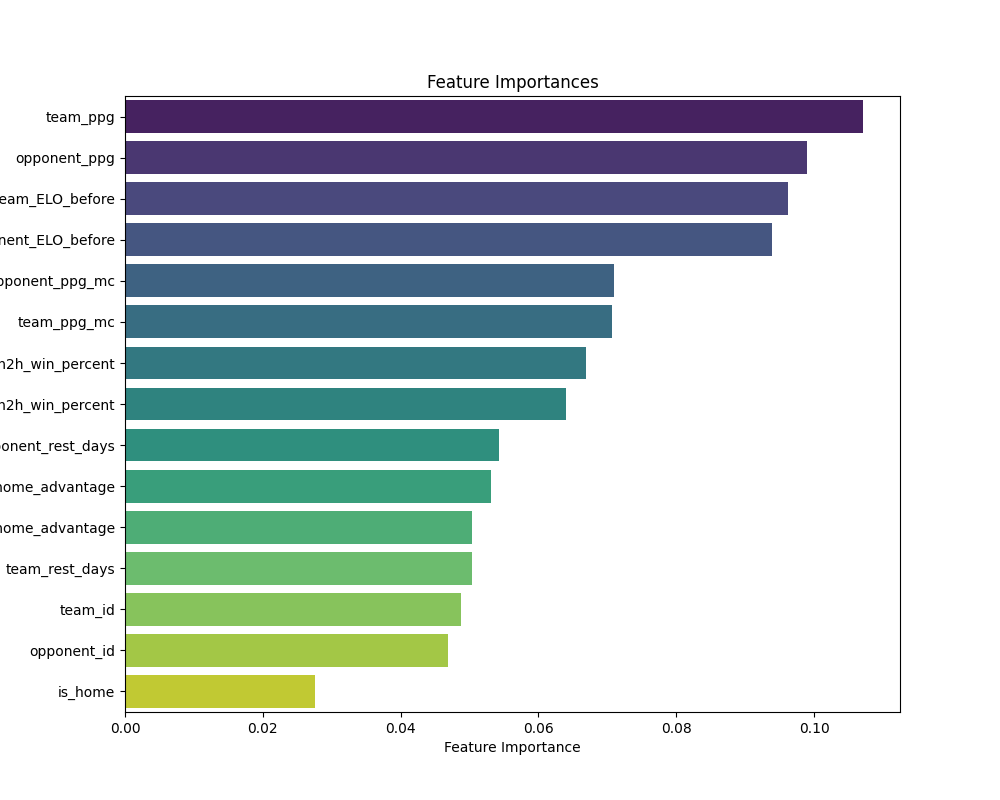 Feature Importances
team_ppg
opponent_ppg
eam_ELO_before
nent_ELO_before
pponent_ppg_mc
team_ppg_mc
h2h_win_percent
h2h_win_percent
ponent_rest_days
home_advantage
home_advantage
team_rest_days
team_id
opponent_id
is_home
0.00 0.02 0.04 0.06 0.08 0.10
Feature Importance